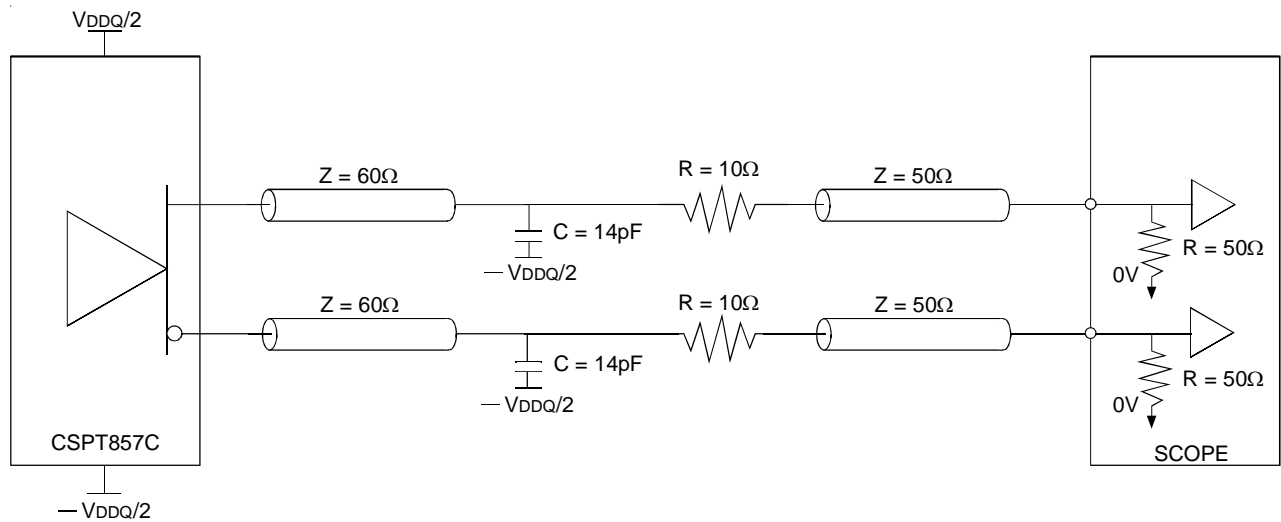 VDDQ/2
Z = 60Ω
R = 10Ω
Z = 50Ω
C = 14pF
— VDDQ/2
R = 50Ω
0V
Z = 60Ω
R = 10Ω
Z = 50Ω
C = 14pF
— VDDQ/2
R = 50Ω
0V
CSPT857C
SCOPE
— VDDQ/2